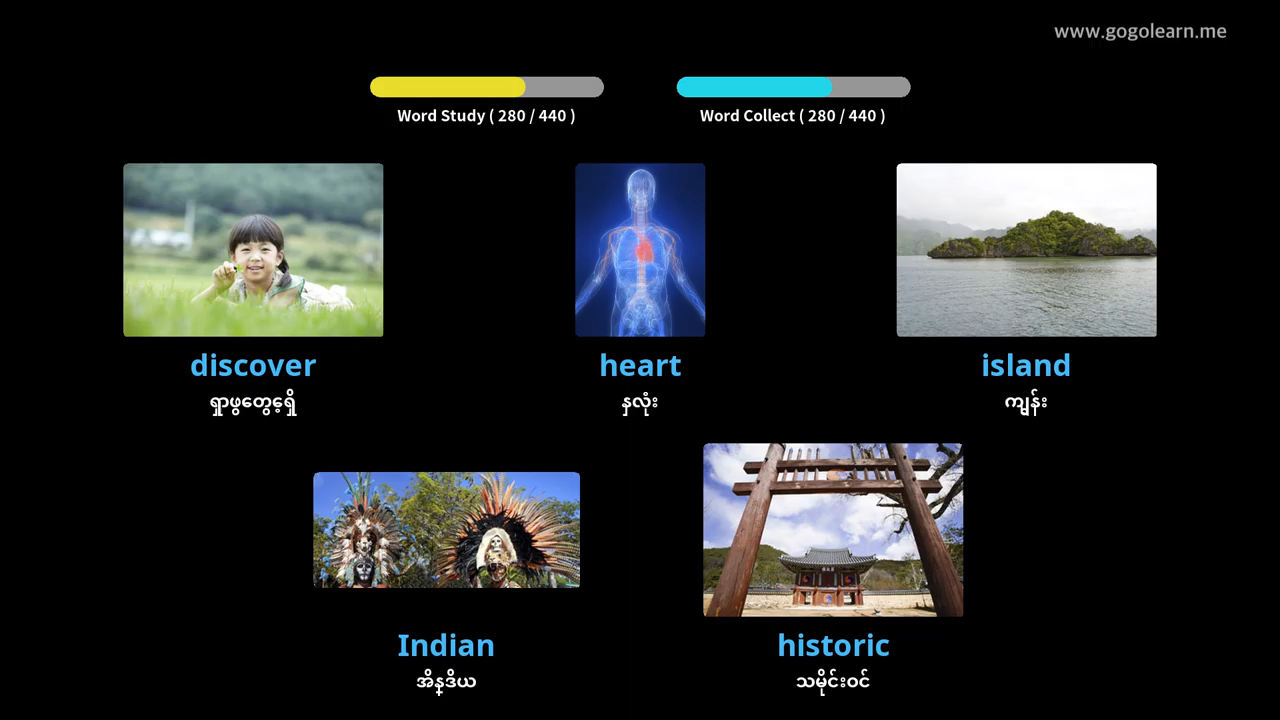 www.gogolearn.me
Word Study ( 280 / 440 )
Word Collect ( 280 / 440 )
discover
ရှာဖွတွေ့ရှိ
heart
နှလုံး
island
ကျွန်း
Indian
အိန္ဒိယ
historic
သမိုင်းဝင်